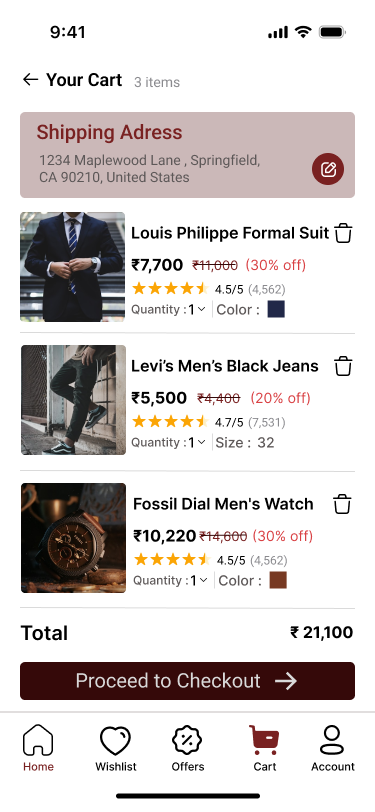 9:41
Your Cart 3 items
Shipping Adress
1234 Maplewood Lane , Springfield,
CA 90210, United States
Louis Philippe Formal Suit
₹7,700 ₹11,000 (30% off)
4.5/5 (4,562)
Quantity : 1 Color :
Levi’s Men’s Black Jeans
₹5,500 ₹4,400 (20% off)
4.7/5 (7,531)
Quantity : 1 Size : 32
Fossil Dial Men's Watch
₹10,220 ₹14,600 (30% off)
4.5/5 (4,562)
Quantity : 1 Color :
Total ₹ 21,100
Proceed to Checkout
Home Wishlist Offers Cart Account